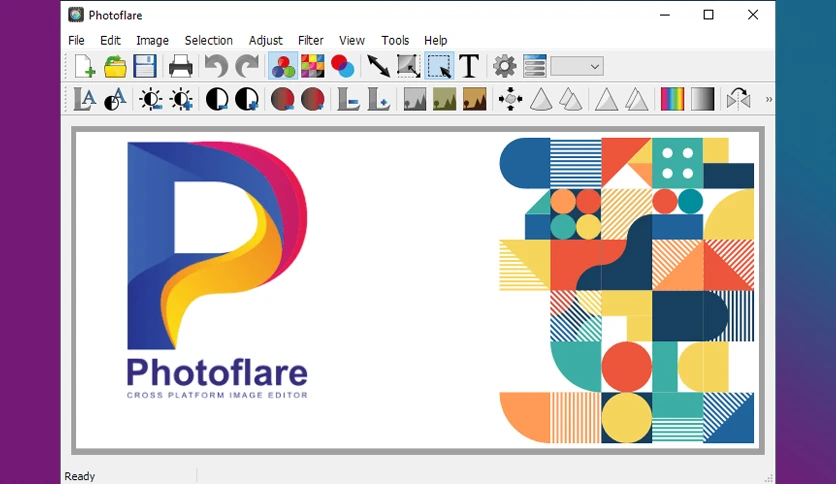 Photoflare
File Edit Image Selection Adjust Filter View Tools Help
T
A A
Photoflare
CROSS PLATFORM IMAGE EDITOR
Ready